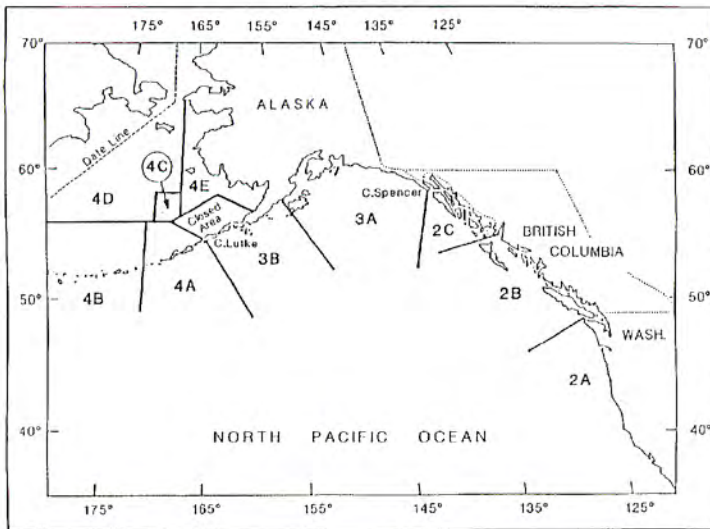 175° 165° 155° 145° 135° 125°
70° 70°
ALASKA
Date Line
4C
60° 60°
4E
4D
C.Spencer
3A
Closed Area
2C
BRITISH COLUMBIA
C.Lutke
3B
2B
4B 4A
50° 50°
WASH.
2A
40° NORTH PACIFIC OCEAN 40°
175° 165° 155° 145° 135° 125°